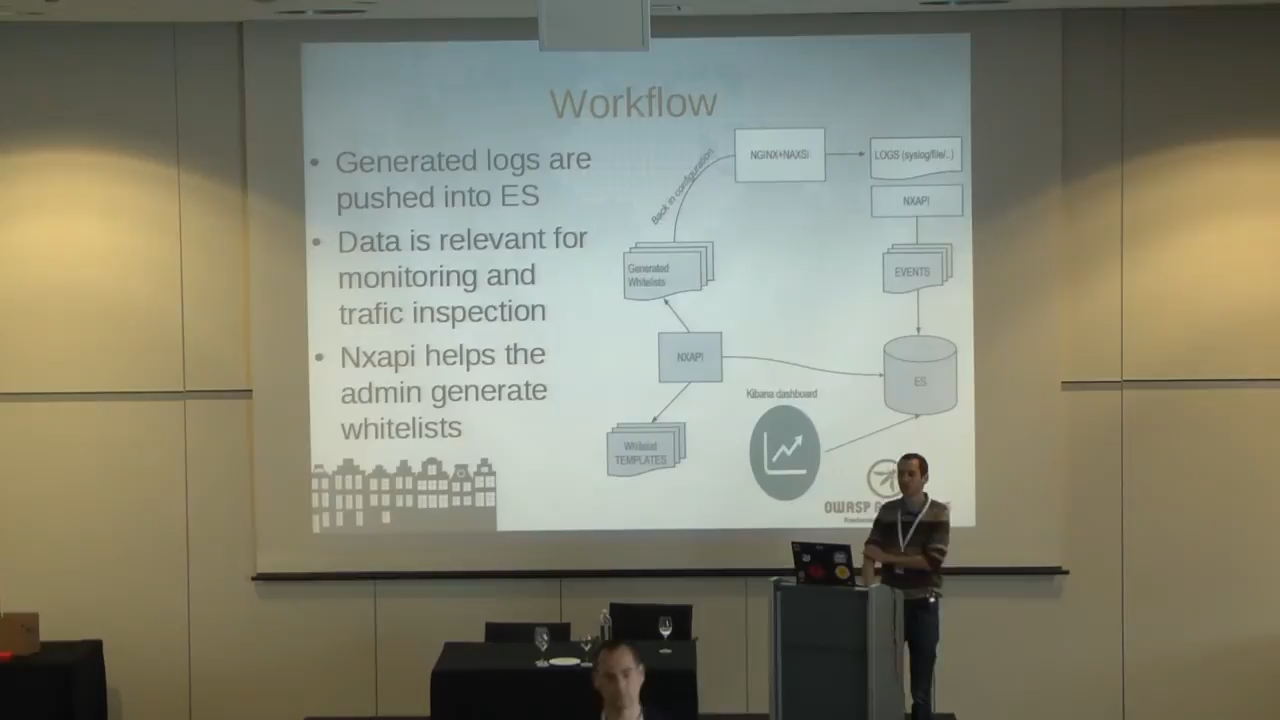 Workflow
• Generated logs are
pushed into ES
• Data is relevant for
monitoring and
trafic inspection
• Nxapi helps the
admin generate
whitelists
Back in configuration
NGINX+NAXSI
LOGS (syslog/file/..)
NXAPI
EVENTS
Generated
Whitelists
NXAPI
ES
Kibana dashboard
Whitelist
TEMPLATES
OWASP